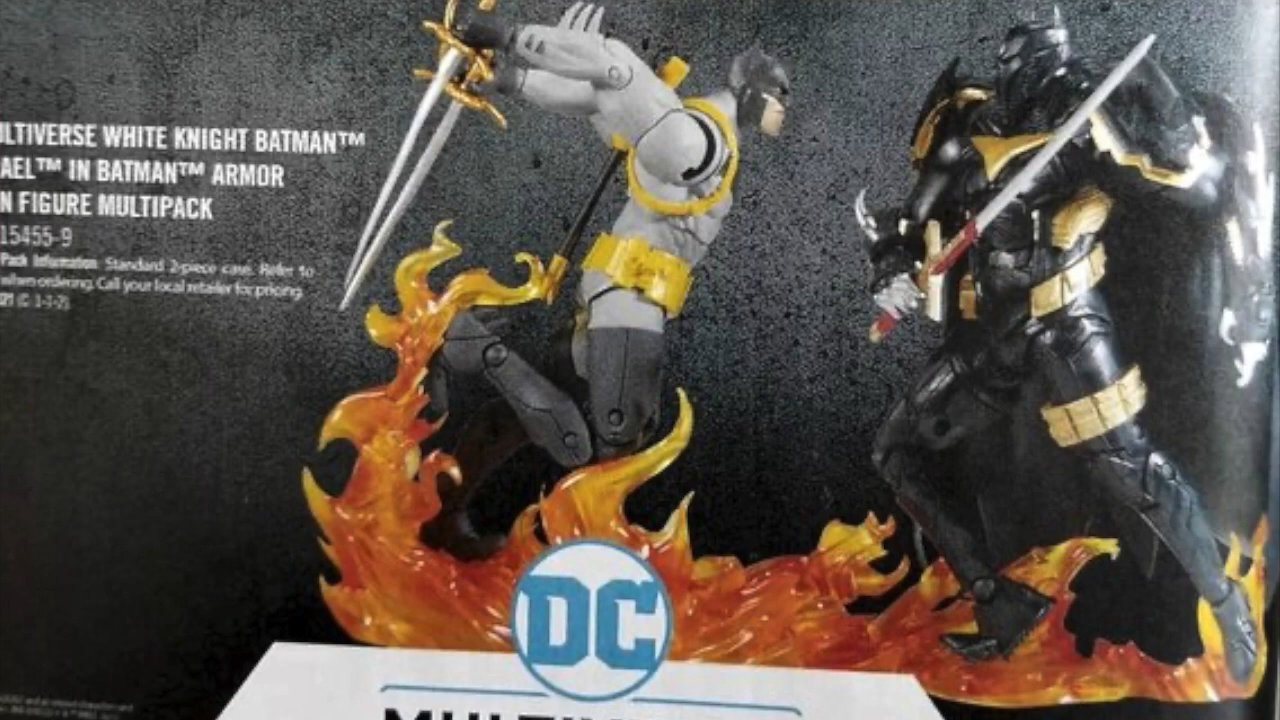 LTIVERSE WHITE KNIGHT BATMAN™
AEL™ IN BATMAN™ ARMOR
N FIGURE MULTIPACK
15455-9
Pack Information: Standard 2-piece case. Refer to
when ordering. Call your local retailer for pricing.
DC